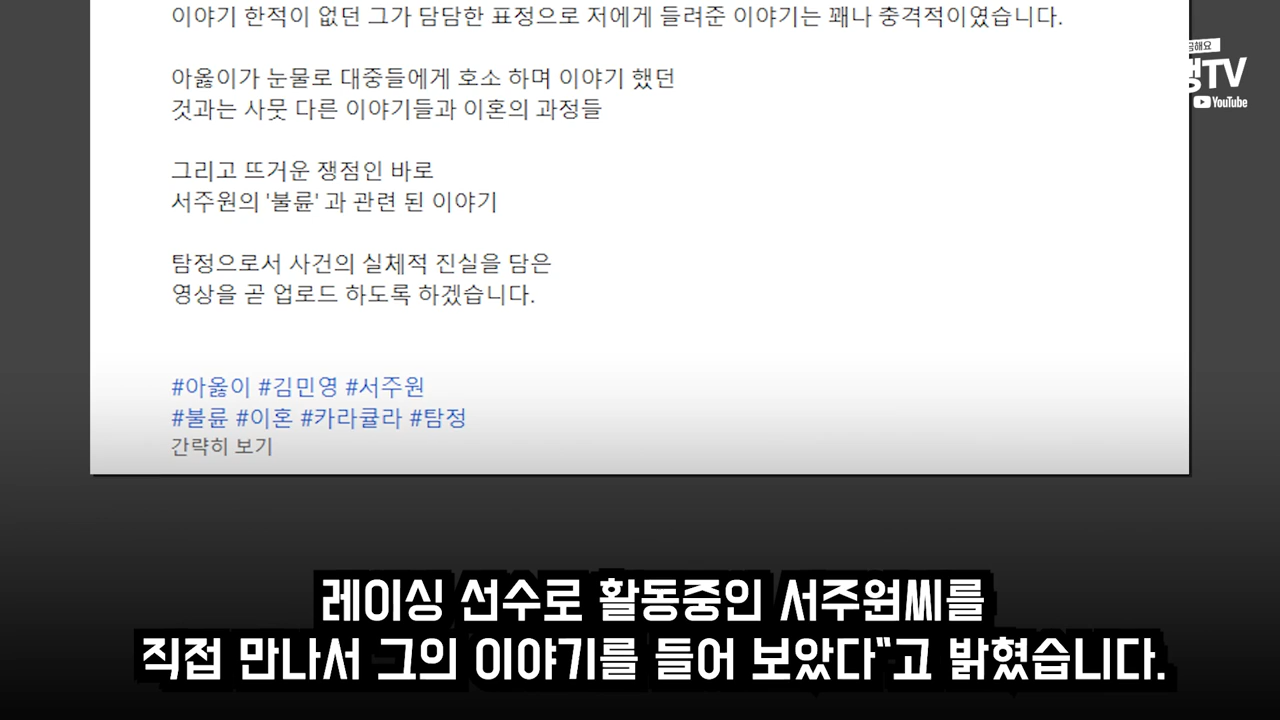 이야기 한적이 없던 그가 담담한 표정으로 저에게 들려준 이야기는 꽤나 충격적이였습니다.
아옳이가 눈물로 대중들에게 호소 하며 이야기 했던
것과는 사뭇 다른 이야기들과 이혼의 과정들
그리고 뜨거운 쟁점인 바로
서주원의 '불륜' 과 관련 된 이야기
탐정으로서 사건의 실체적 진실을 담은
영상을 곧 업로드 하도록 하겠습니다.
#아옳이 #김민영 #서주원
#불륜 #이혼 #카라큘라 #탐정
간략히 보기
TV
YouTube
레이싱 선수로 활동중인 서주원씨를
직접 만나서 그의 이야기를 들어 보았다"고 밝혔습니다.